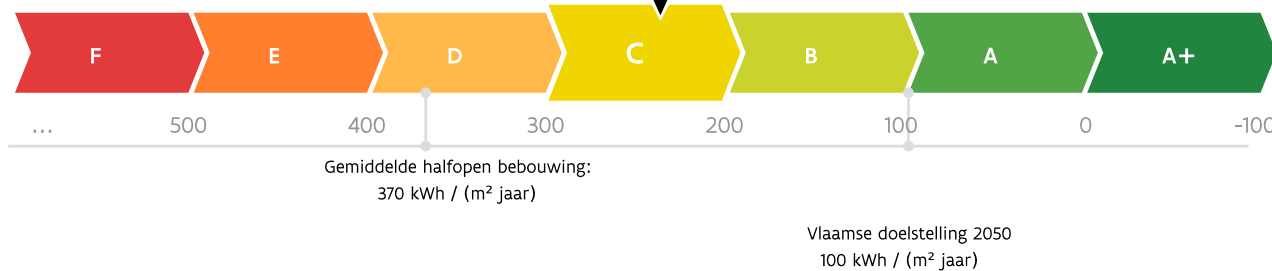 F E D C B A A+
... 500 400 300 200 100 0 -100
Gemiddelde halfopen bebouwing:
370 kWh / (m² jaar)
Vlaamse doelstelling 2050
100 kWh / (m² jaar)